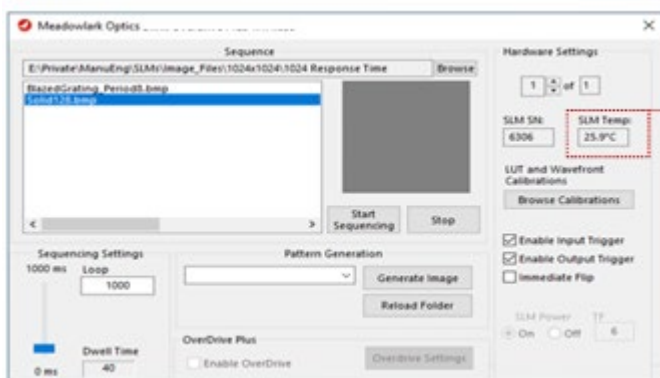 Meadowlark Optics
Sequence
E:\Private\ManuEng\SLMs\Image_Files\1024x1024\1024 Response Time
Browse
BlazedGrating_Period8.bmp
Solid128.bmp
Start Sequencing
Stop
Hardware Settings
1 of 1
SLM SN:
6306
SLM Temp:
25.9°C
LUT and Wavefront
Calibrations
Browse Calibrations
Enable Input Trigger
Enable Output Trigger
Immediate Flip
SLM Power
TF
On
Off
6
Sequencing Settings
1000 ms
Loop
1000
Dwell Time
0 ms
40
Pattern Generation
Generate Image
Reload Folder
OverDrive Plus
Enable OverDrive
Overdrive Settings